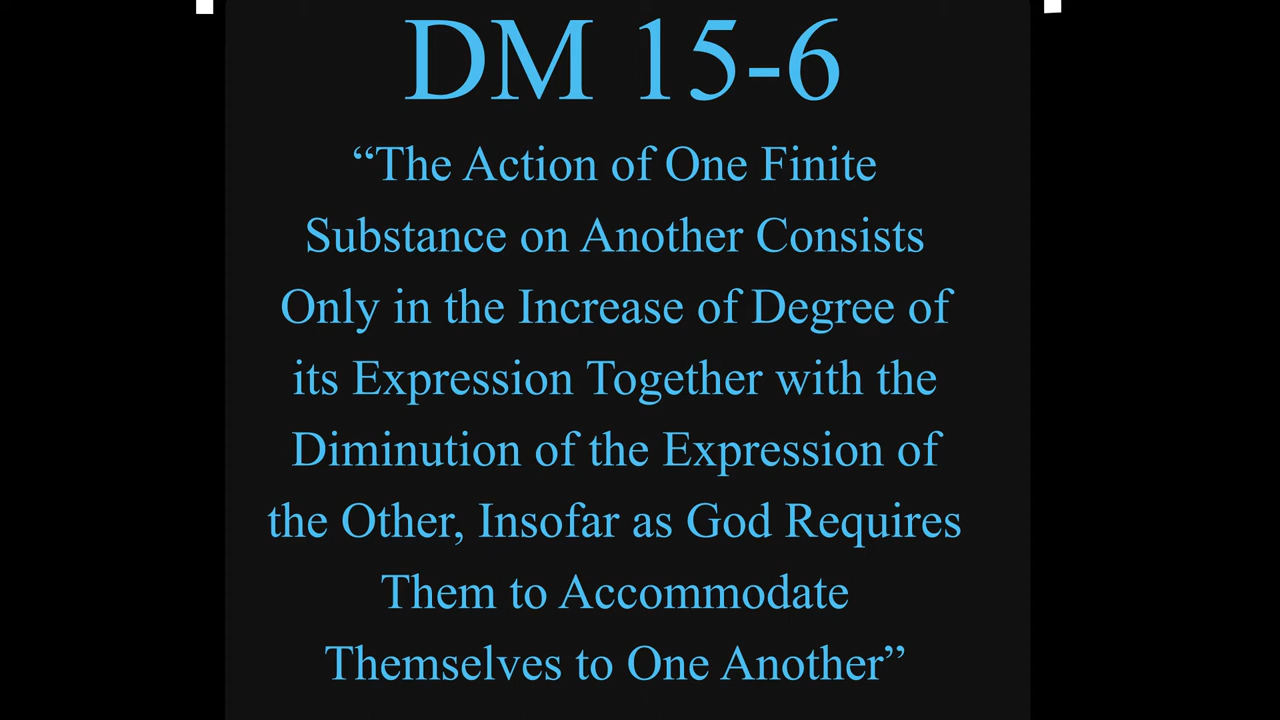 DM 15-6
“The Action of One Finite
Substance on Another Consists
Only in the Increase of Degree of
its Expression Together with the
Diminution of the Expression of
the Other, Insofar as God Requires
Them to Accommodate
Themselves to One Another”